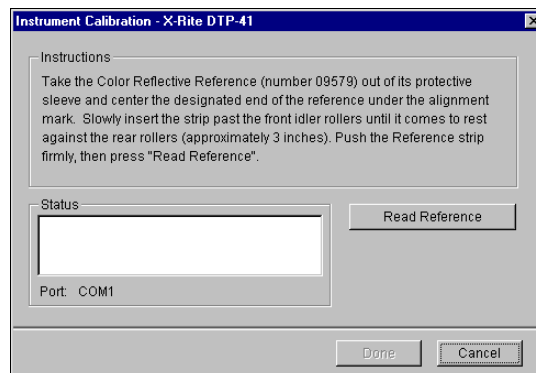 Instrument Calibration - X-Rite DTP-41
Instructions
Take the Color Reflective Reference (number 09579) out of its protective
sleeve and center the designated end of the reference under the alignment
mark. Slowly insert the strip past the front idler rollers until it comes to rest
against the rear rollers (approximately 3 inches). Push the Reference strip
firmly, then press "Read Reference".
Status
Read Reference
Port: COM1
Done
Cancel